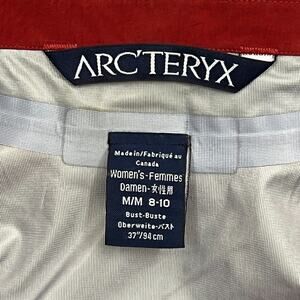 ARC'TERYX
Made in/Fabriqué au
Canada
Women's-Femmes
Damen-女性用
M/M 8-10
Bust-Buste
Oberweite-バスト
37"/94cm